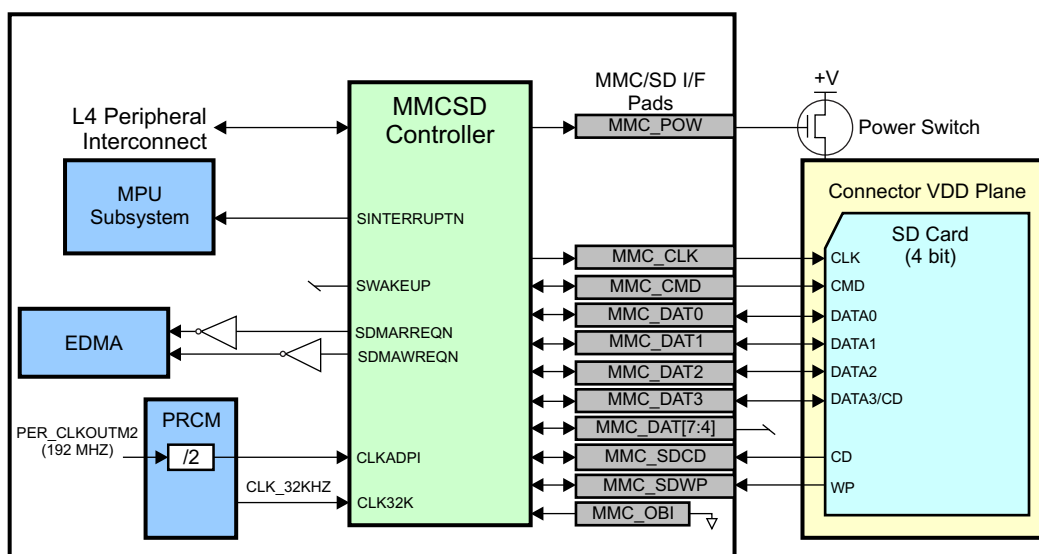 L4 Peripheral
Interconnect
MPU
Subsystem
EDMA
PRCM
PER_CLKOUTM2
(192 MHZ)
/2
CLK_32KHZ
MMCSD
Controller
SINTERRUPTN
SWAKEUP
SDMARREQN
SDMAWREQN
CLKADPI
CLK32K
MMC/SD I/F
Pads
MMC_POW
MMC_CLK
MMC_CMD
MMC_DAT0
MMC_DAT1
MMC_DAT2
MMC_DAT3
MMC_DAT[7:4]
MMC_SDCD
MMC_SDWP
MMC_OBI
+V
Power Switch
Connector VDD Plane
SD Card
(4 bit)
CLK
CMD
DATA0
DATA1
DATA2
DATA3/CD
CD
WP